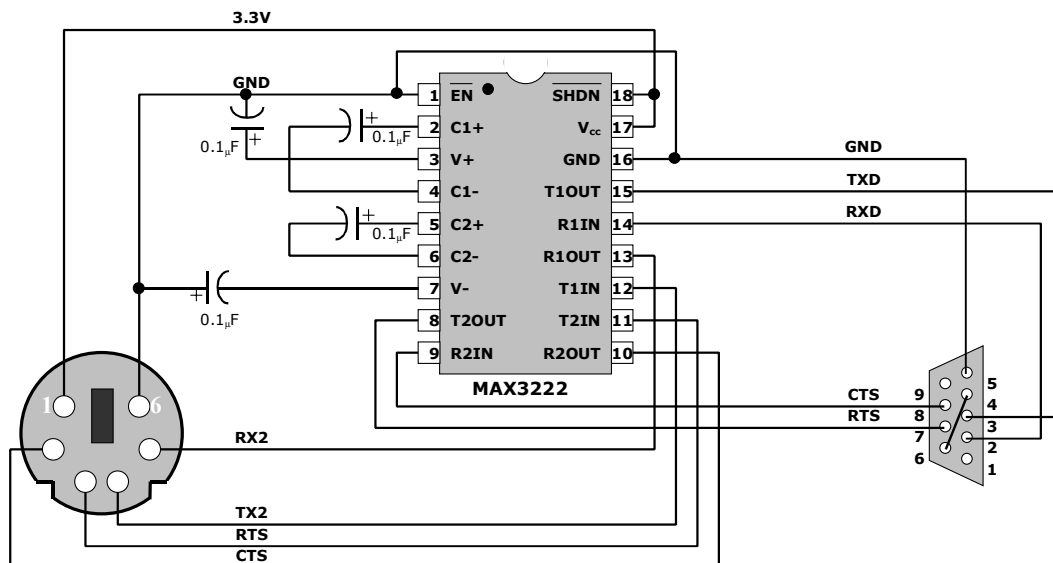 3.3V
GND
0.1µF
+
+
0.1µF
+
0.1µF
+
0.1µF
1 EN SHDN 18
2 C1+ Vcc 17
3 V+ GND 16
4 C1- T1OUT 15
5 C2+ R1IN 14
6 C2- R1OUT 13
7 V- T1IN 12
8 T2OUT T2IN 11
9 R2IN R2OUT 10
MAX3222
GND
TXD
RXD
CTS
RTS
9
8
7
6
5
4
3
2
1
1 6
RX2
TX2
RTS
CTS